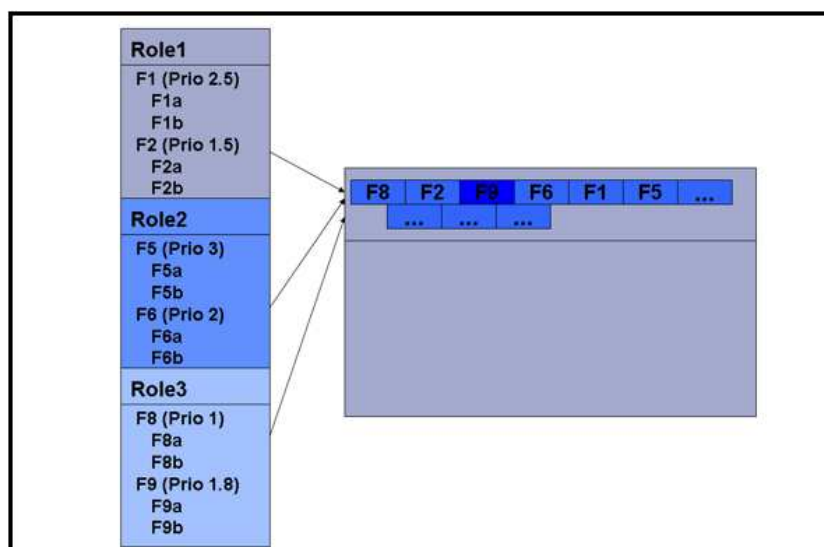 Role1
F1 (Prio 2.5)
F1a
F1b
F2 (Prio 1.5)
F2a
F2b
Role2
F5 (Prio 3)
F5a
F5b
F6 (Prio 2)
F6a
F6b
Role3
F8 (Prio 1)
F8a
F8b
F9 (Prio 1.8)
F9a
F9b
F8 F2 F9 F6 F1 F5 ...
... ... ...